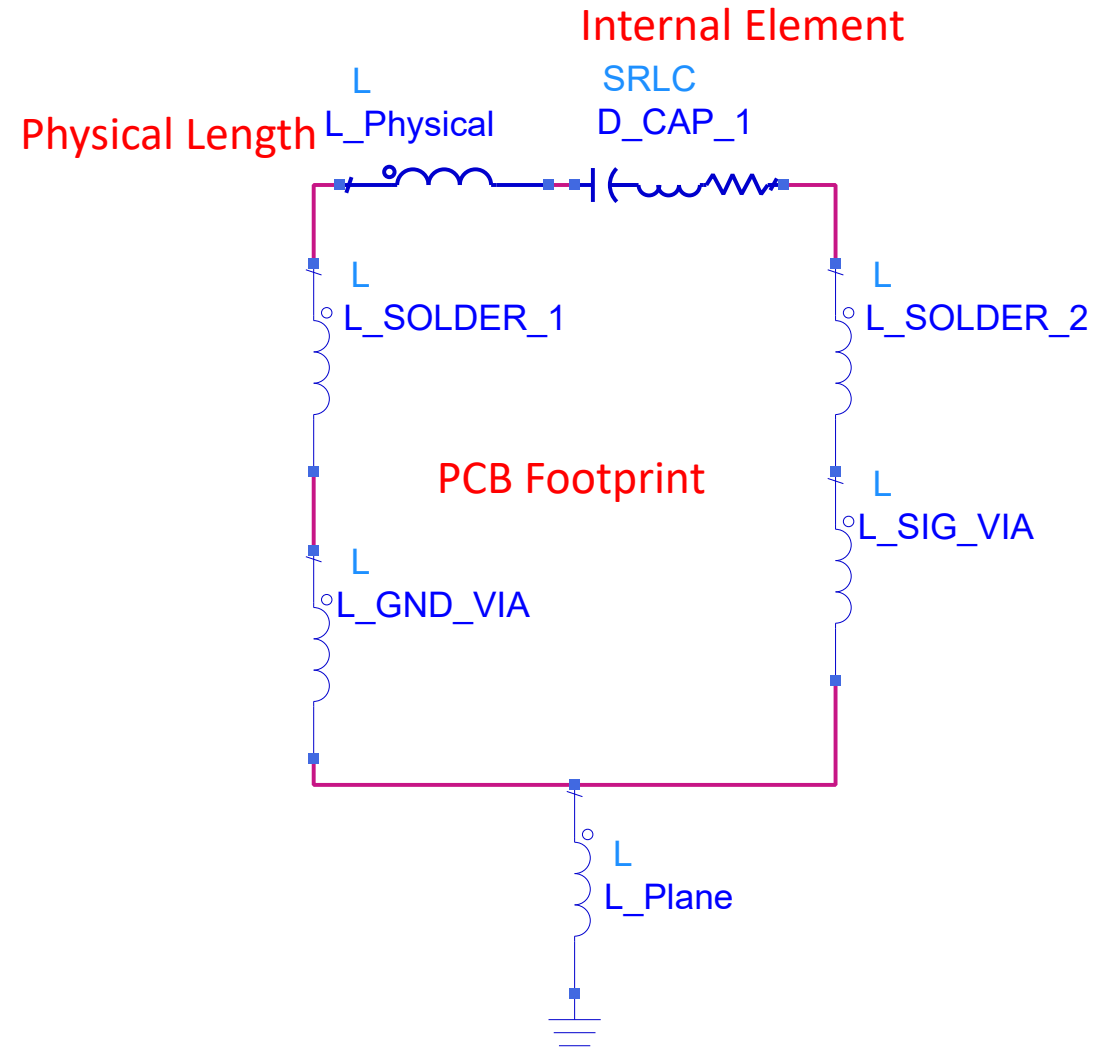 Internal Element
L
SRLC
Physical Length
L_Physical
D_CAP_1
L
L
L_SOLDER_1
L_SOLDER_2
PCB Footprint
L
L_SIG_VIA
L
L_GND_VIA
L
L_Plane